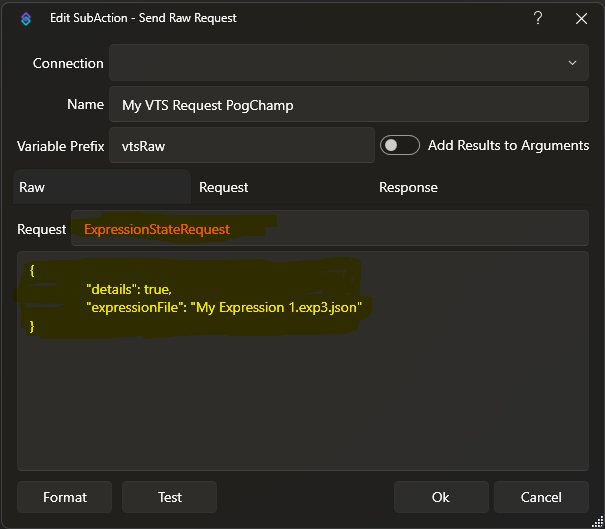 Edit SubAction - Send Raw Request ?
Connection
Name My VTS Request PogChamp
Variable Prefix vtsRaw Add Results to Arguments
Raw Request Response
Request ExpressionStateRequest
{
"details": true,
"expressionFile": "My Expression 1.exp3.json"
}
Format Test Ok Cancel